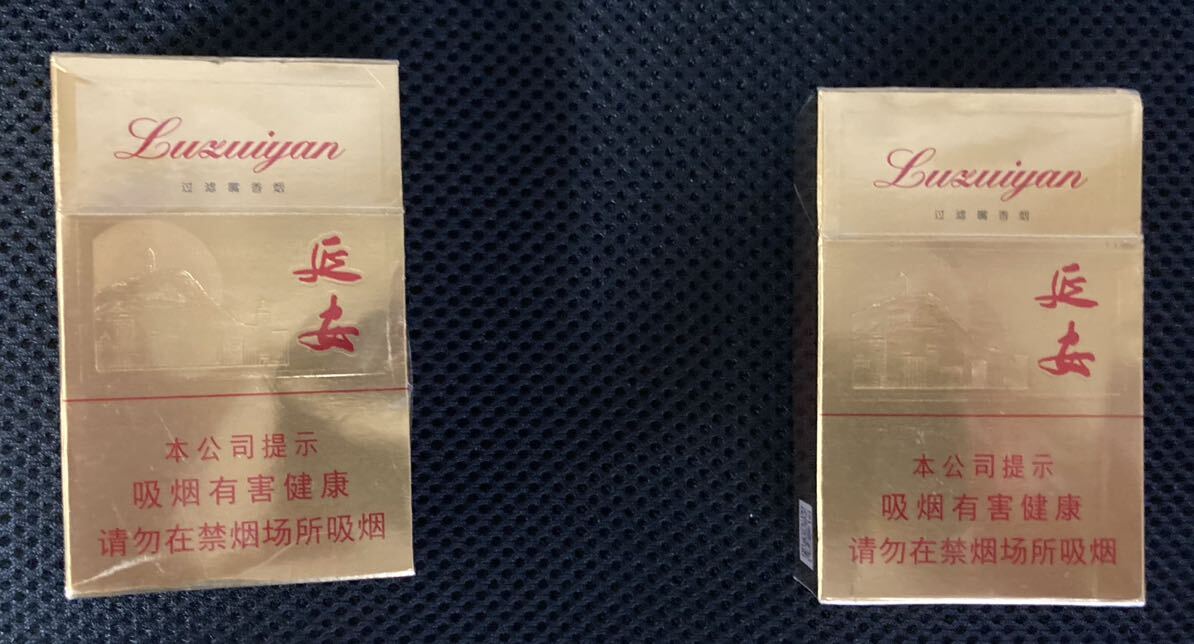 Luzuiyan
过滤嘴香烟
延安
本公司提示
吸烟有害健康
请勿在禁烟场所吸烟
Luzuiyan
过滤嘴香烟
延安
本公司提示
吸烟有害健康
请勿在禁烟场所吸烟